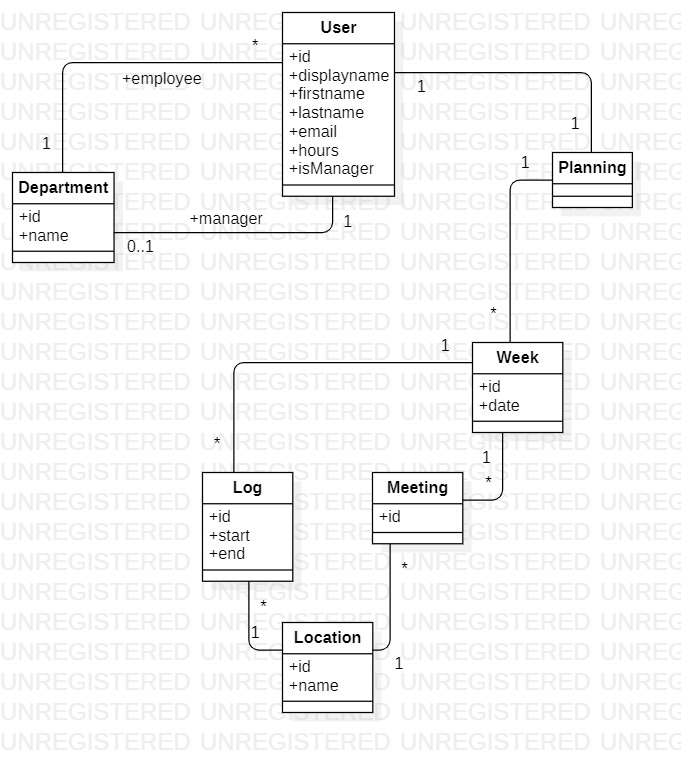 User
+id
+displayname
+firstname
+lastname
+email
+hours
+isManager
*
+employee
1
1
1
Department
+id
+name
+manager
1
0..1
Planning
1
*
Week
+id
+date
1
*
1
*
Log
+id
+start
+end
Meeting
+id
*
1
*
1
Location
+id
+name
UNREGISTERED UNREGISTERED UNREGISTERED UNREG